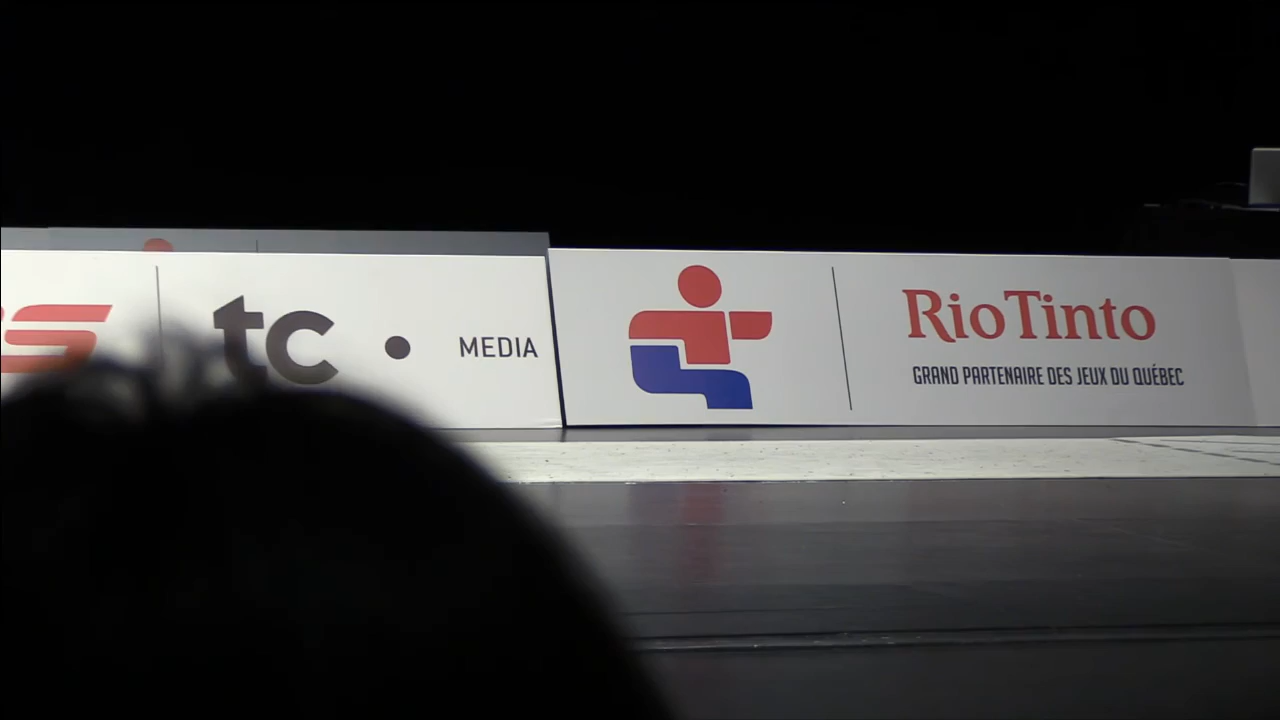 tc • MEDIA
RioTinto
GRAND PARTENAIRE DES JEUX DU QUÉBEC